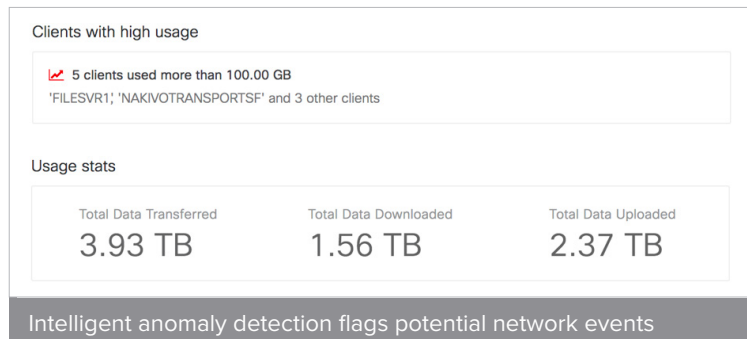 Clients with high usage
5 clients used more than 100.00 GB
'FILESVR1', 'NAKIVOTRANSPORTSF' and 3 other clients
Usage stats
Total Data Transferred Total Data Downloaded Total Data Uploaded
3.93 TB 1.56 TB 2.37 TB
Intelligent anomaly detection flags potential network events